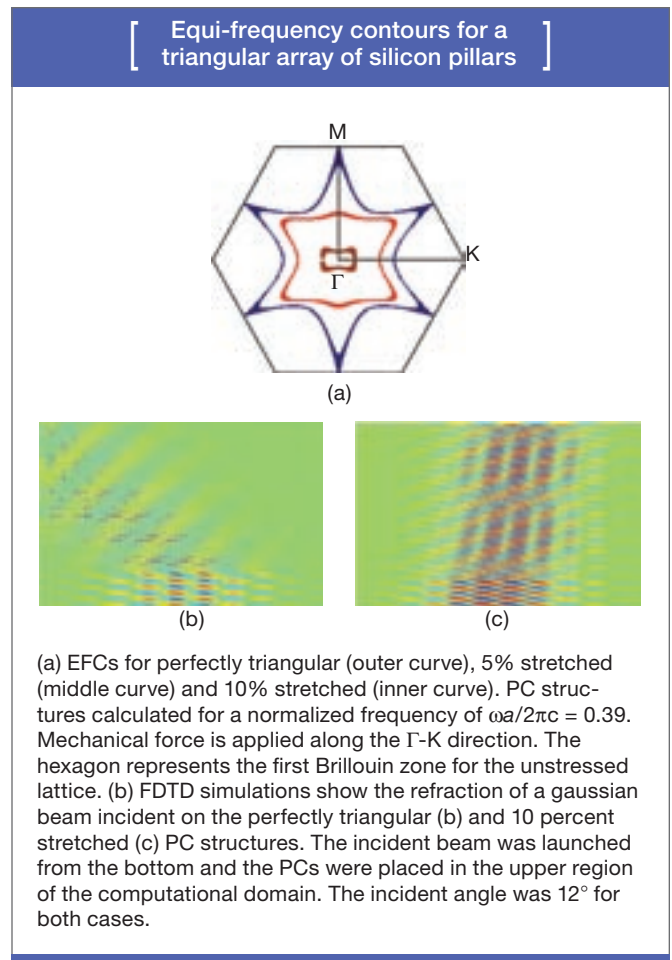 [ Equi-frequency contours for a
triangular array of silicon pillars ]
M
K
Γ
(a)
(b)
(c)
(a) EFCs for perfectly triangular (outer curve), 5% stretched
(middle curve) and 10% stretched (inner curve). PC struc-
tures calculated for a normalized frequency of ωa/2πc = 0.39.
Mechanical force is applied along the Γ-K direction. The
hexagon represents the first Brillouin zone for the unstressed
lattice. (b) FDTD simulations show the refraction of a gaussian
beam incident on the perfectly triangular (b) and 10 percent
stretched (c) PC structures. The incident beam was launched
from the bottom and the PCs were placed in the upper region
of the computational domain. The incident angle was 12° for
both cases.